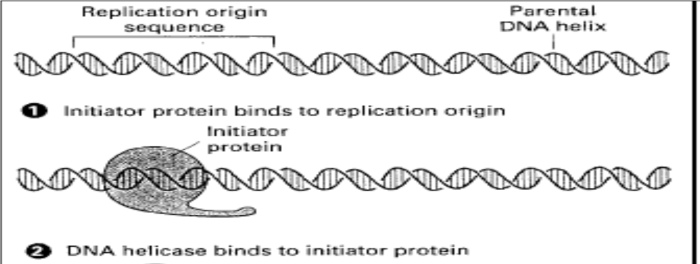 Replication origin
sequence
Parental
DNA helix
1 Initiator protein binds to replication origin
Initiator
protein
2 DNA helicase binds to initiator protein